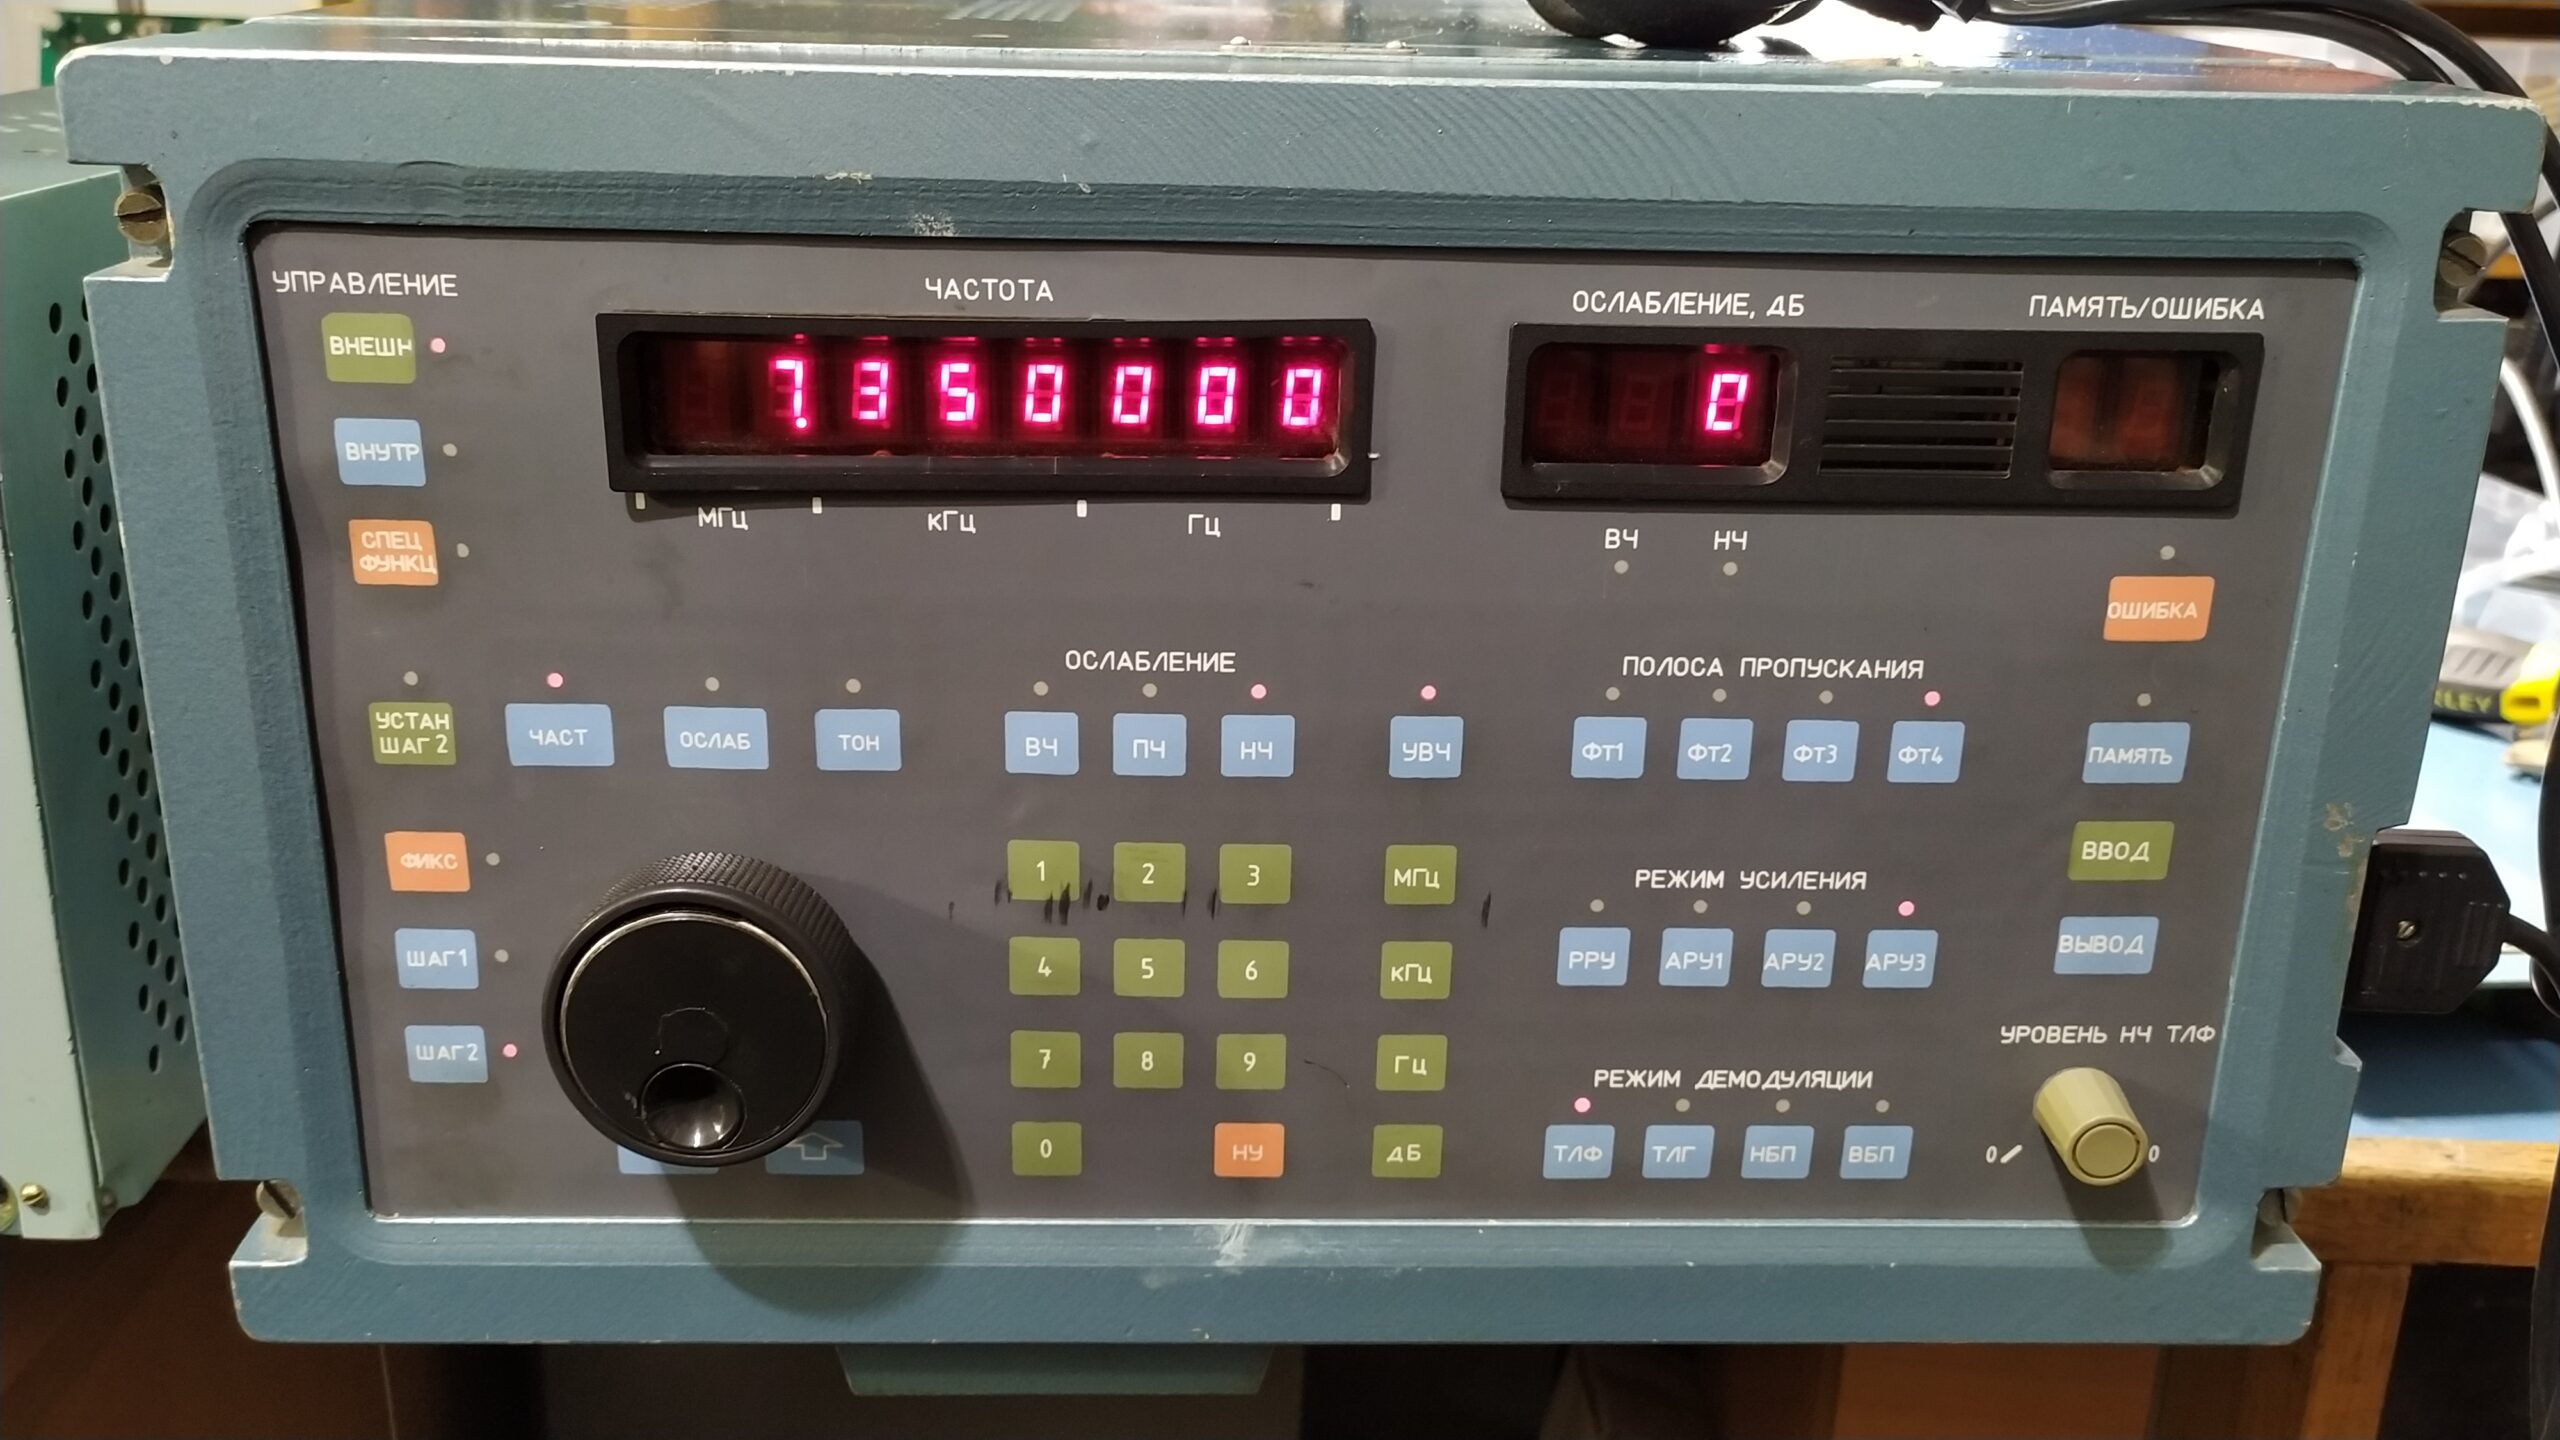 УПРАВЛЕНИЕ
ЧАСТОТА
ОСЛАБЛЕНИЕ, ДБ
ПАМЯТЬ/ОШИБКА
ВНЕШН
7.350000
0
ВНУТР
МГЦ кГЦ ГЦ
ВЧ НЧ
СПЕЦ
ФУНКЦ
ОШИБКА
ОСЛАБЛЕНИЕ
ПОЛОСА ПРОПУСКАНИЯ
УСТАН
ШАГ 2
ЧАСТ
ОСЛАБ
ТОН
ВЧ
ПЧ
НЧ
УВЧ
ФТ1
ФТ2
ФТ3
ФТ4
ПАМЯТЬ
ФИКС
1 2 3
МГЦ
РЕЖИМ УСИЛЕНИЯ
ВВОД
ШАГ1
4 5 6
кГЦ
РРУ
АРУ1
АРУ2
АРУ3
ВЫВОД
ШАГ2
7 8 9
ГЦ
РЕЖИМ ДЕМОДУЛЯЦИИ
УРОВЕНЬ НЧ ТЛФ
0
НУ
ДБ
ТЛФ
ТЛГ
НБП
ВБП
0 0